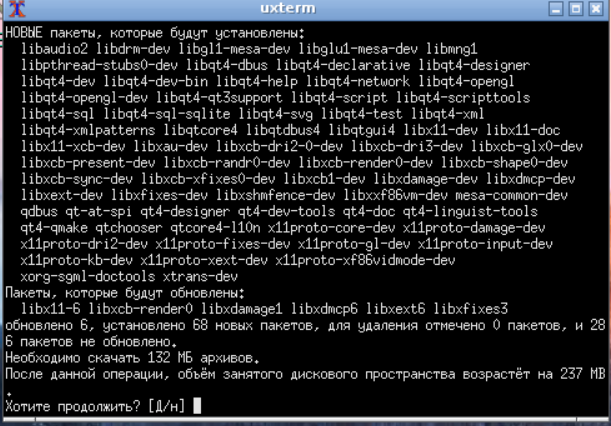 uxterm
НОВЫЕ пакеты, которые будут установлены:
libaudio2 libdrm-dev libgl1-mesa-dev libglu1-mesa-dev libmng1
libpthread-stubs0-dev libqt4-dbus libqt4-declarative libqt4-designer
libqt4-dev libqt4-dev-bin libqt4-help libqt4-network libqt4-opengl
libqt4-opengl-dev libqt4-qt3support libqt4-script libqt4-scripttools
libqt4-sql libqt4-sql-sqlite libqt4-svg libqt4-test libqt4-xml
libqt4-xmlpatterns libqtcore4 libqtdbus4 libqtgui4 libx11-dev libx11-doc
libx11-xcb-dev libxau-dev libxcb-dri2-0-dev libxcb-dri3-dev libxcb-glx0-dev
libxcb-present-dev libxcb-randr0-dev libxcb-render0-dev libxcb-shape0-dev
libxcb-sync-dev libxcb-xfixes0-dev libxcb1-dev libxdamage-dev libxdmcp-dev
libxext-dev libxfixes-dev libxshmfence-dev libxxf86vm-dev mesa-common-dev
qdbus qt-at-spi qt4-designer qt4-dev-tools qt4-doc qt4-linguist-tools
qt4-qmake qtchooser qtcore4-l10n x11proto-core-dev x11proto-damage-dev
x11proto-dri2-dev x11proto-fixes-dev x11proto-gl-dev x11proto-input-dev
x11proto-kb-dev x11proto-xext-dev x11proto-xf86vidmode-dev
xorg-sgml-doctools xtrans-dev
Пакеты, которые будут обновлены:
libx11-6 libxcb-render0 libxdamage1 libxdmcp6 libxext6 libxfixes3
обновлено 6, установлено 68 новых пакетов, для удаления отмечено 0 пакетов, и 28
6 пакетов не обновлено.
Необходимо скачать 132 МБ архивов.
После данной операции, объём занятого дискового пространства возрастёт на 237 MB
.
Хотите продолжить? [Д/н]